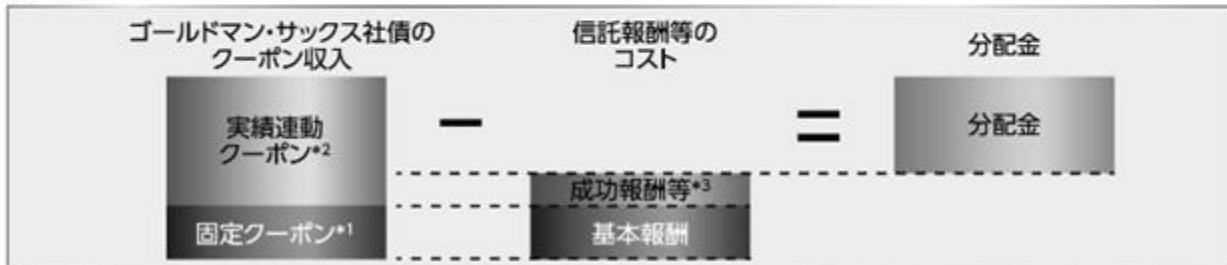 ゴールドマン・サックス社債の
クーポン収入
信託報酬等の
コスト
分配金
実績連動
クーポン*2
ー
=
分配金
成功報酬等*3
固定クーポン*1
基本報酬